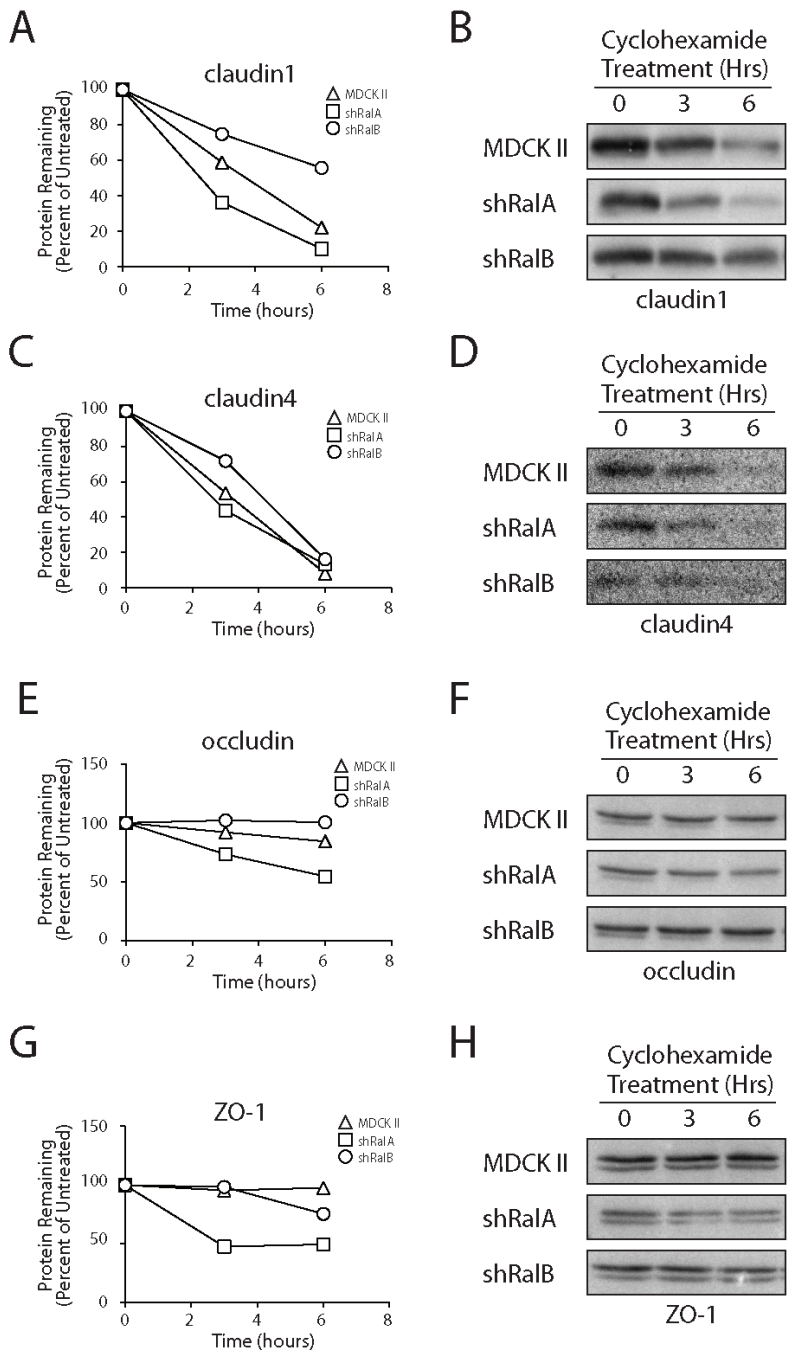 A
claudin1
Protein Remaining
(Percent of Untreated)
100
80
60
40
20
0
0 2 4 6 8
Time (hours)
MDCK II
shRalA
shRalB
B
Cyclohexamide
Treatment (Hrs)
0 3 6
MDCK II
shRalA
shRalB
claudin1
C
claudin4
Protein Remaining
(Percent of Untreated)
100
80
60
40
20
0
0 2 4 6 8
Time (hours)
MDCK II
shRalA
shRalB
D
Cyclohexamide
Treatment (Hrs)
0 3 6
MDCK II
shRalA
shRalB
claudin4
E
occludin
Protein Remaining
(Percent of Untreated)
150
100
50
0
0 2 4 6 8
Time (hours)
MDCK II
shRalA
shRalB
F
Cyclohexamide
Treatment (Hrs)
0 3 6
MDCK II
shRalA
shRalB
occludin
G
ZO-1
Protein Remaining
(Percent of Untreated)
150
100
50
0
0 2 4 6 8
Time (hours)
MDCK II
shRalA
shRalB
H
Cyclohexamide
Treatment (Hrs)
0 3 6
MDCK II
shRalA
shRalB
ZO-1